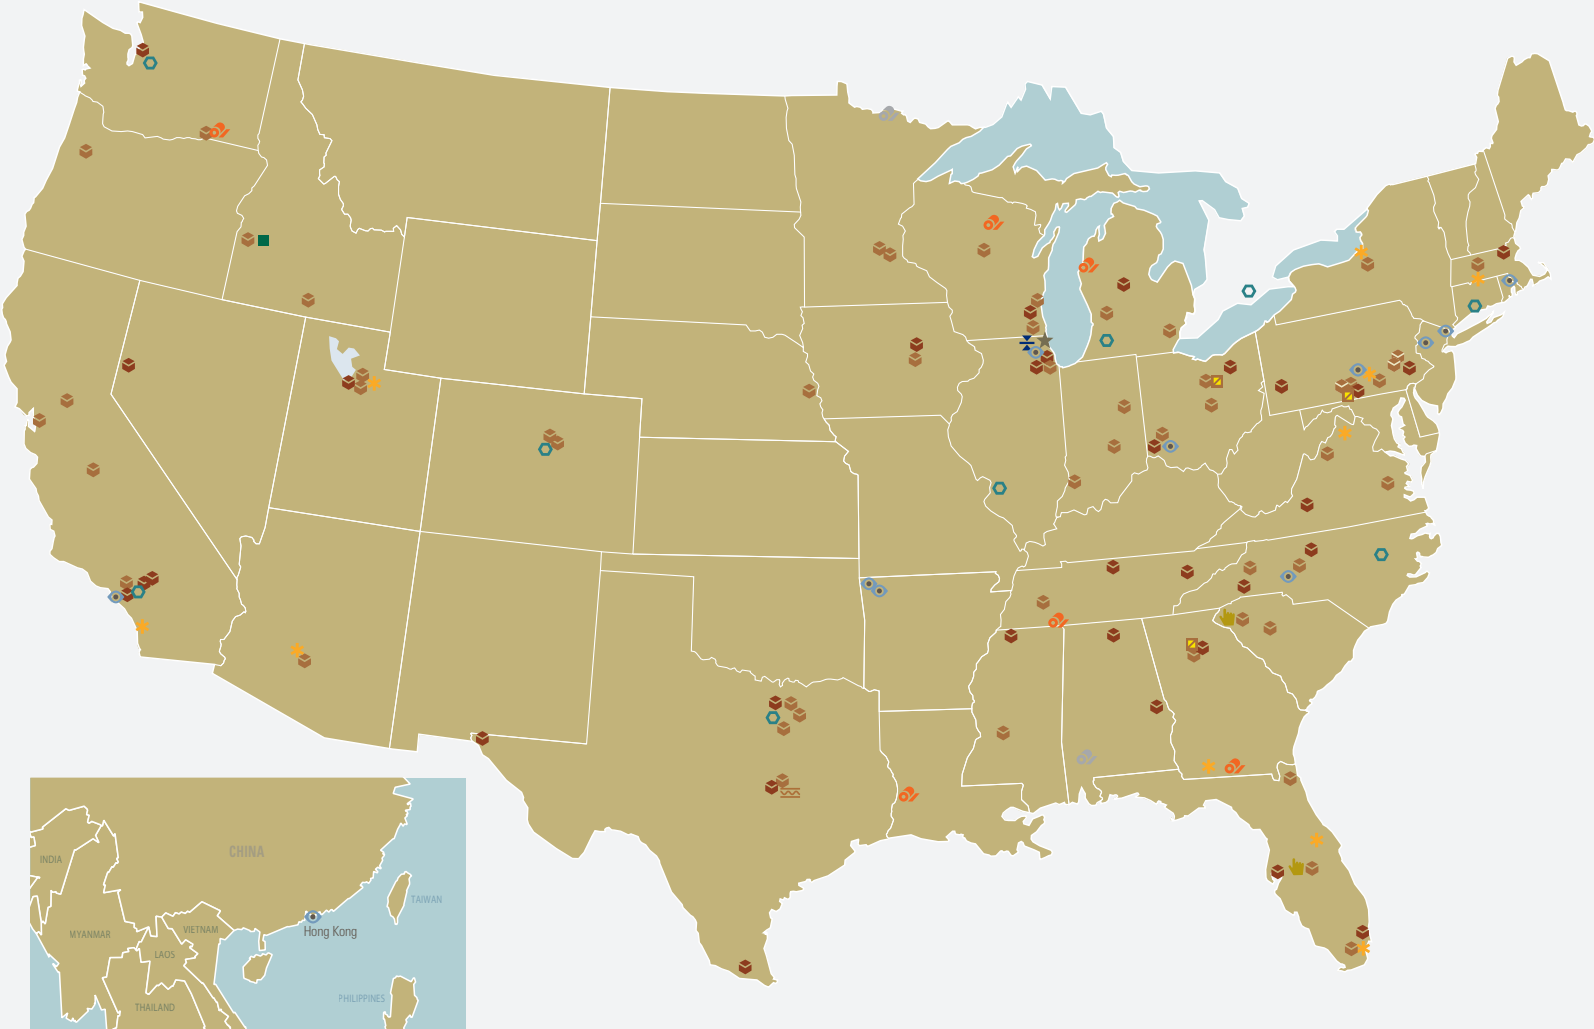 CHINA
INDIA
TAIWAN
VIETNAM
Hong Kong
MYANMAR
LAOS
PHILIPPINES
THAILAND